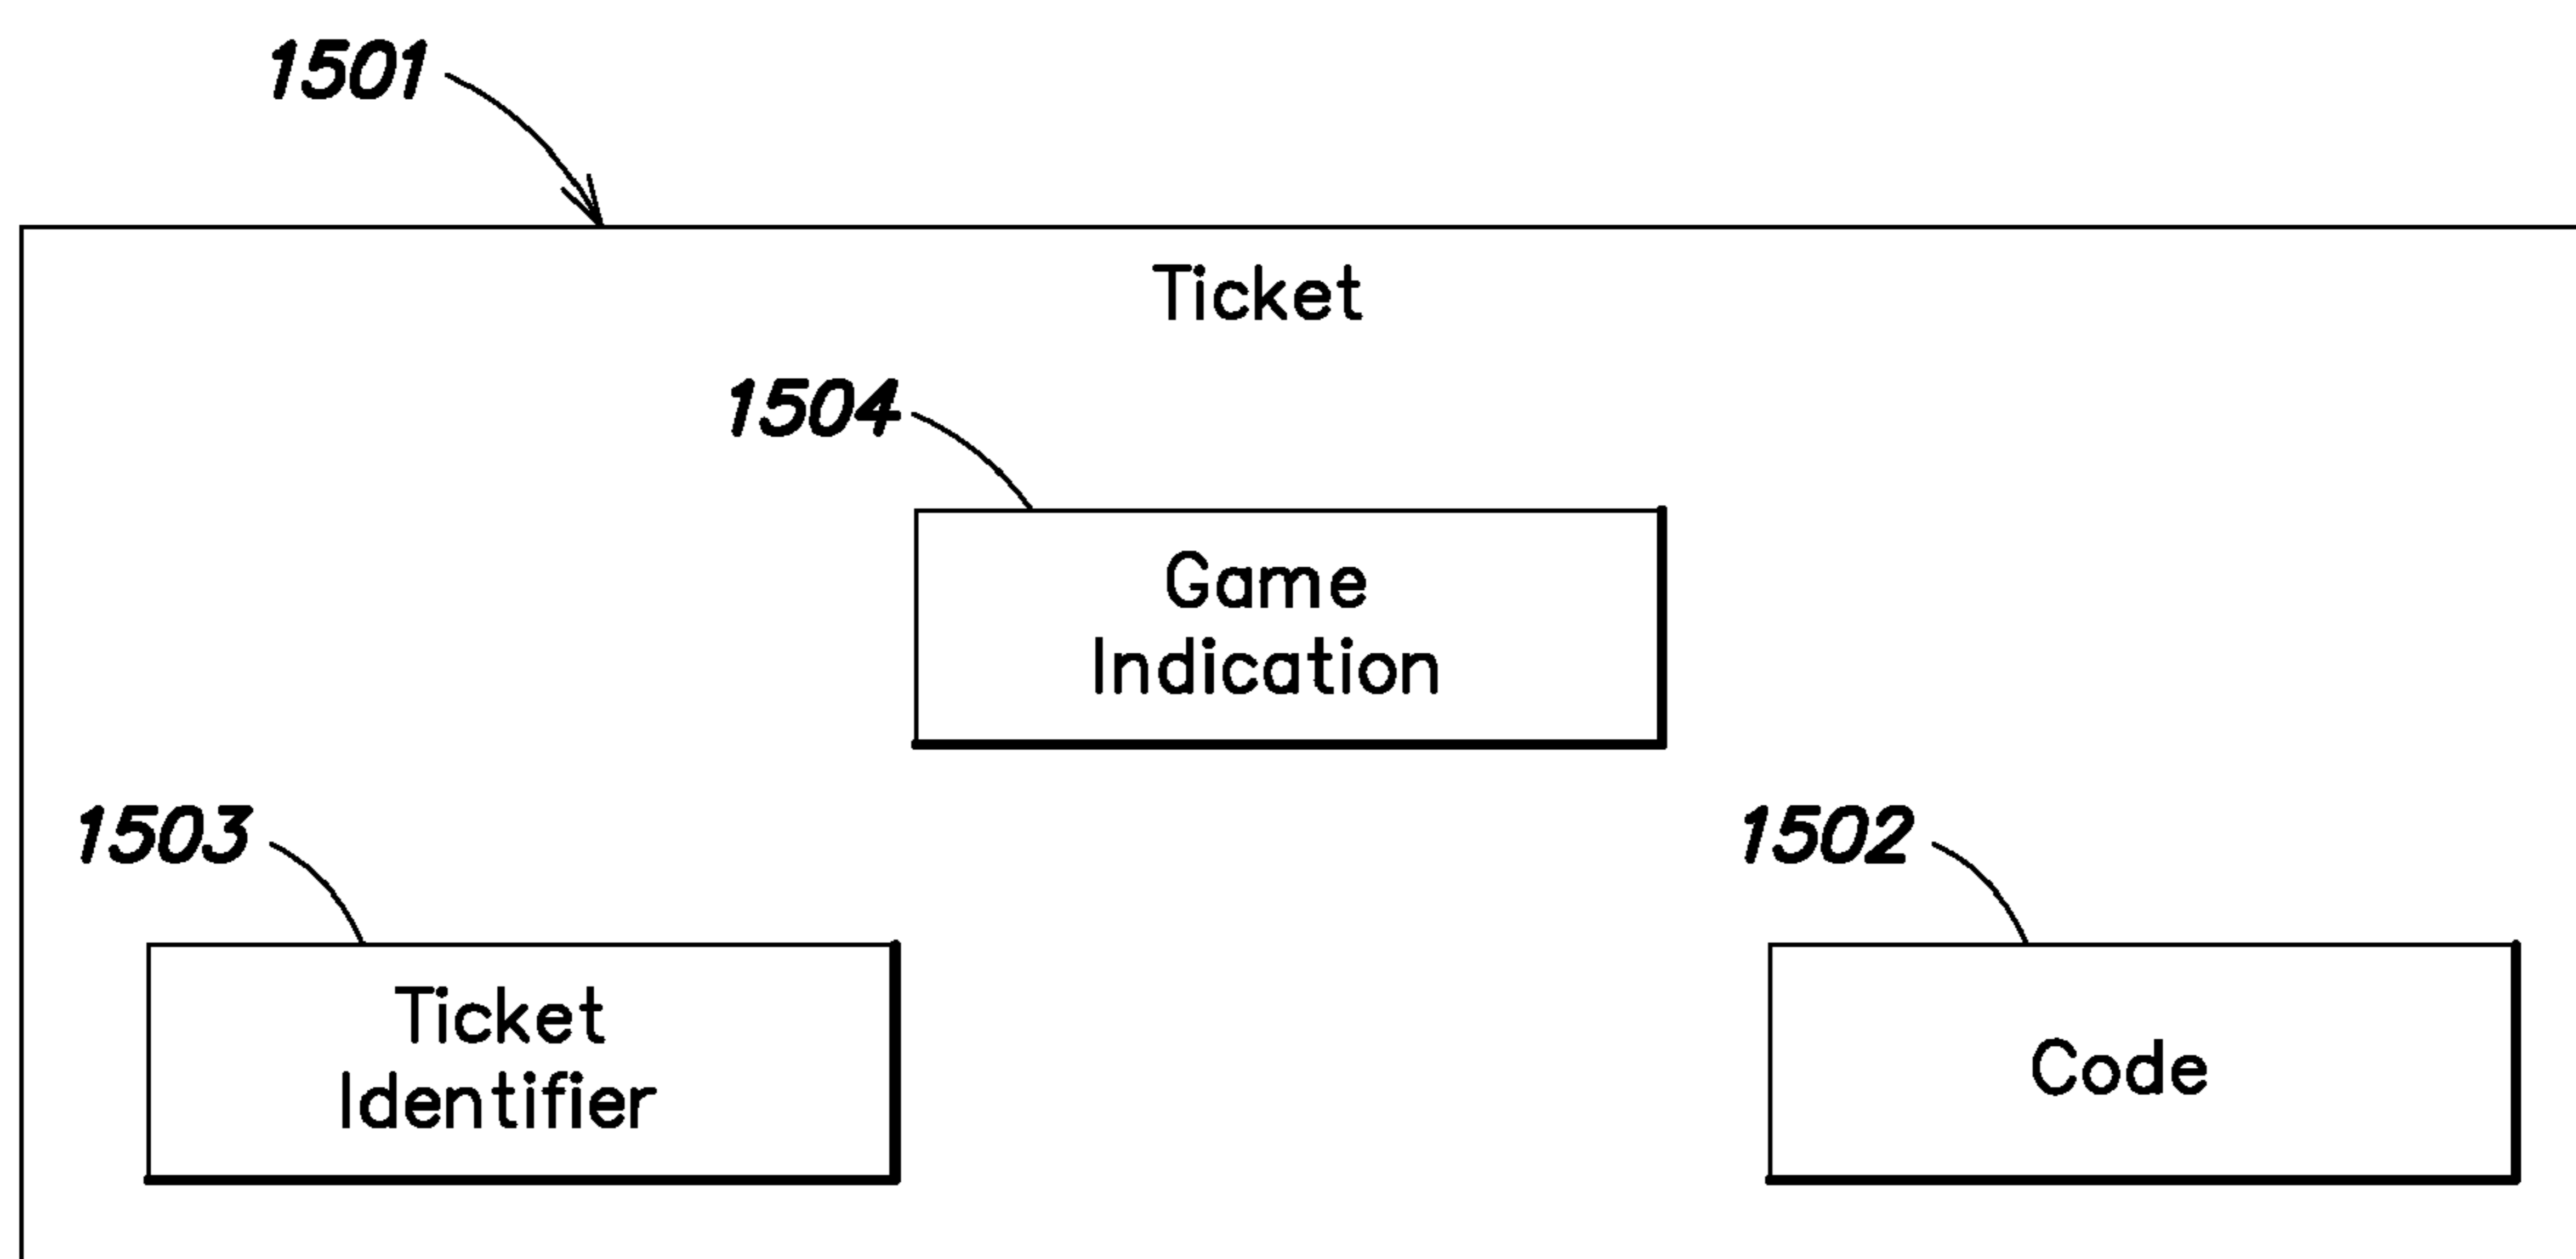 1501
Ticket
1504
Game
Indication
1503
1502
Ticket
Identifier
Code